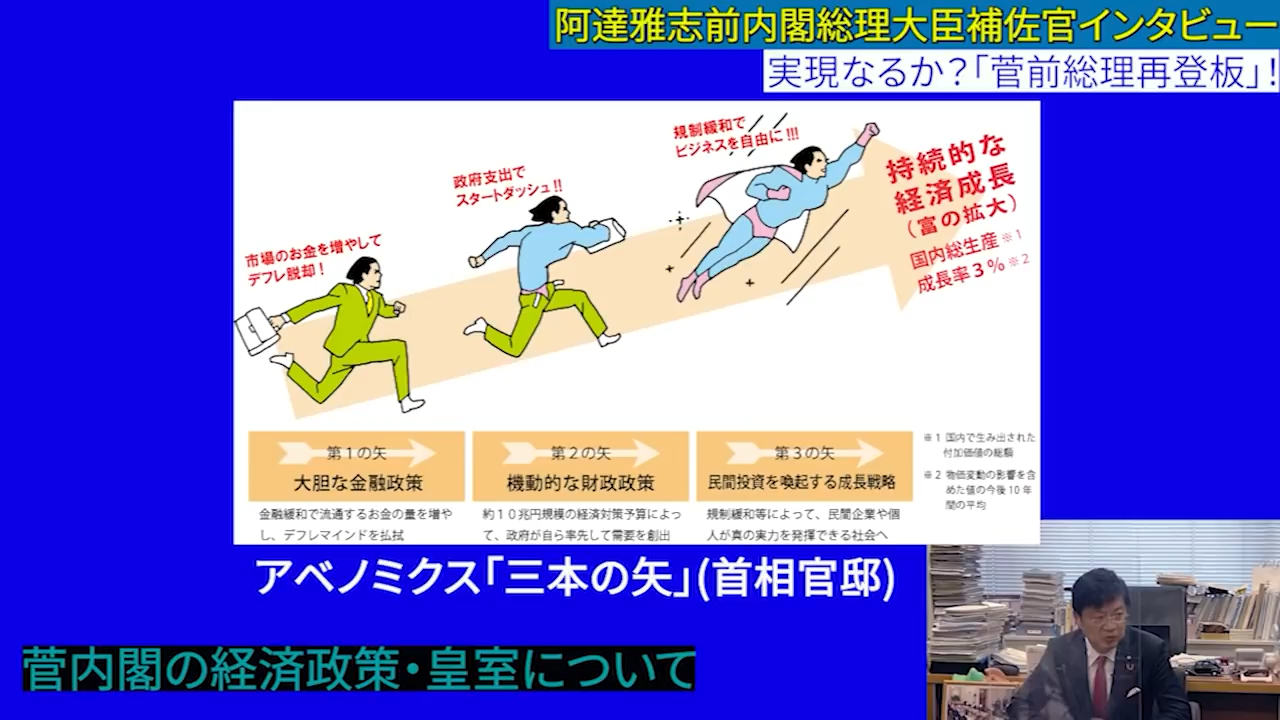 阿達雅志前内閣総理大臣補佐官インタビュー
実現なるか?「菅前総理再登板」!
市場のお金を増やして
デフレ脱却!
政府支出で
スタートダッシュ!!
規制緩和で
ビジネスを自由に!!!
持続的な
経済成長
(富の拡大)
国内総生産※1
成長率3%※2
第1の矢
大胆な金融政策
金融緩和で流通するお金の量を増や
し、デフレマインドを払拭
第2の矢
機動的な財政政策
約10兆円規模の経済対策予算によっ
て、政府が自ら率先して需要を創出
第3の矢
民間投資を喚起する成長戦略
規制緩和等によって、民間企業や個
人が真の実力を発揮できる社会へ
※1 国内で生み出された
付加価値の総額
※2 物価変動の影響を含
めた値の今後10年
間の平均
アベノミクス「三本の矢」(首相官邸)
菅内閣の経済政策・皇室について